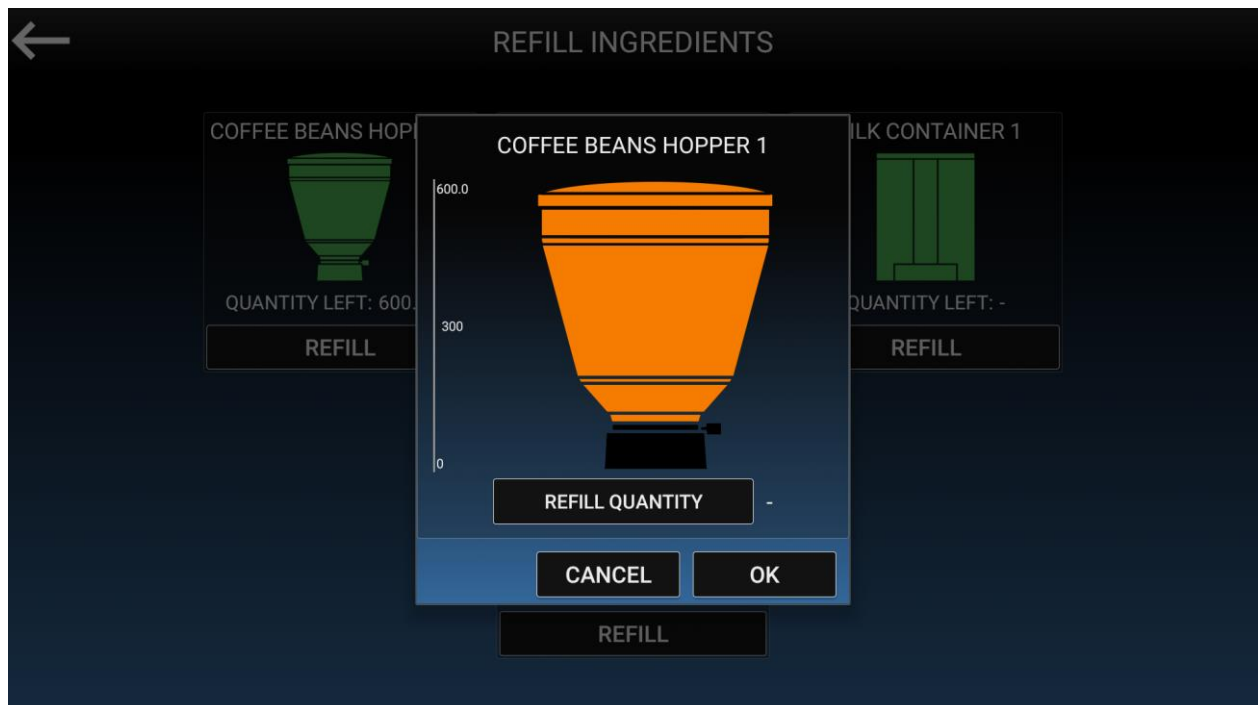 REFILL INGREDIENTS
COFFEE BEANS HOP
ILK CONTAINER 1
COFFEE BEANS HOPPER 1
600.0
300
0
QUANTITY LEFT: 600.
QUANTITY LEFT: -
REFILL
REFILL
REFILL QUANTITY -
CANCEL
OK
REFILL